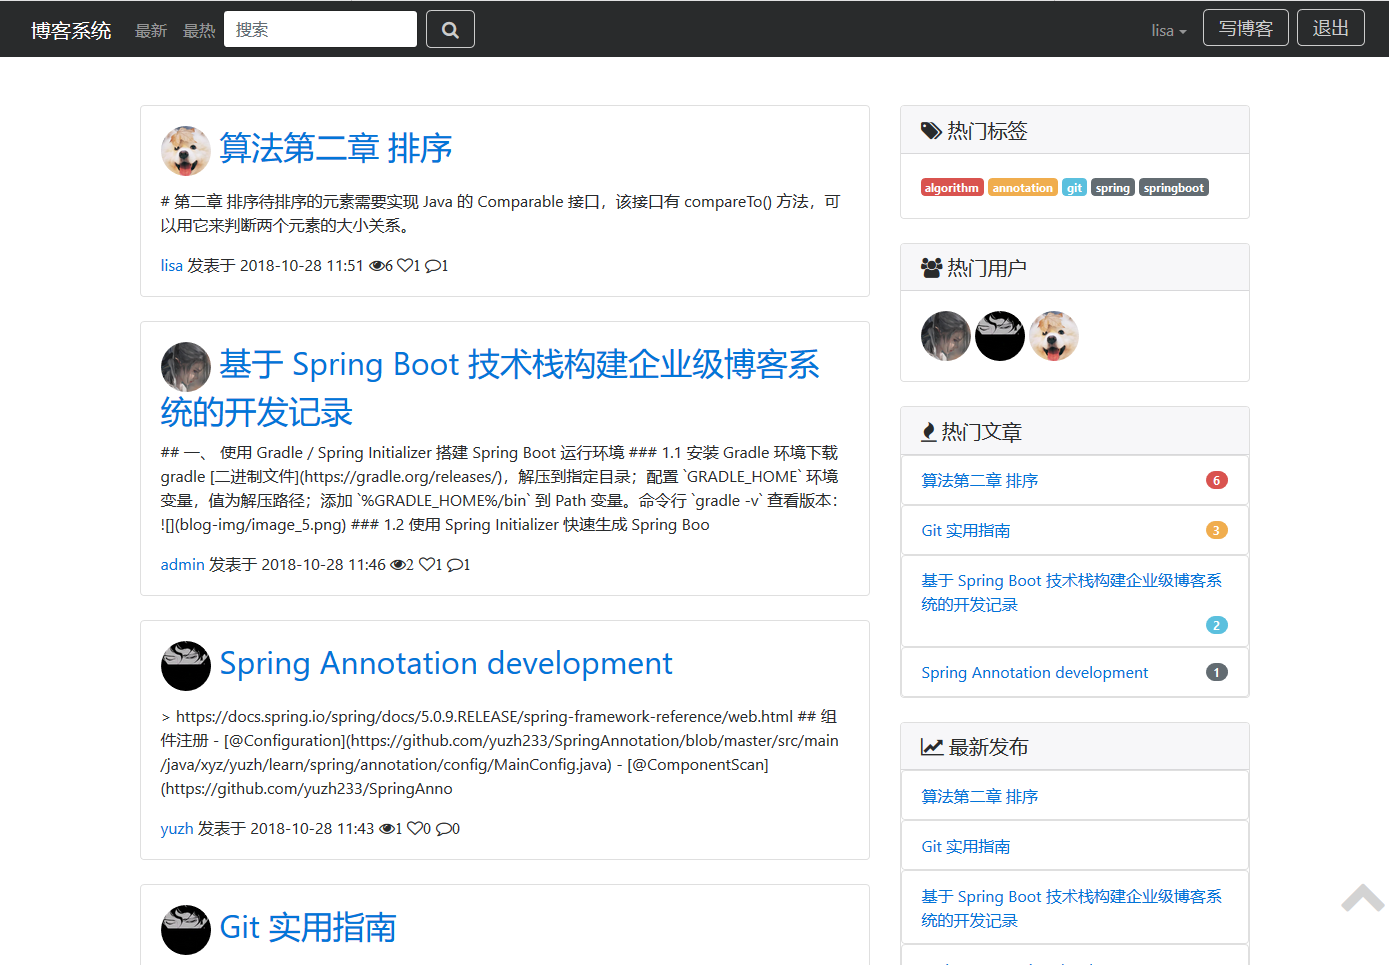 博客系统 最新 最热 搜索 lisa 写博客 退出
算法第二章 排序
# 第二章 排序待排序的元素需要实现 Java 的 Comparable 接口，该接口有 compareTo() 方法，可
以用它来判断两个元素的大小关系。
lisa 发表于 2018-10-28 11:51 6 1 1
基于 Spring Boot 技术栈构建企业级博客系
统的开发记录
## 一、 使用 Gradle / Spring Initializer 搭建 Spring Boot 运行环境 ### 1.1 安装 Gradle 环境下载
gradle [二进制文件](https://gradle.org/releases/)，解压到指定目录；配置 `GRADLE_HOME` 环境
变量，值为解压路径；添加 `%GRADLE_HOME%/bin` 到 Path 变量。命令行 `gradle -v` 查看版本：
![](blog-img/image_5.png) ### 1.2 使用 Spring Initializer 快速生成 Spring Boo
admin 发表于 2018-10-28 11:46 2 1 1
Spring Annotation development
> https://docs.spring.io/spring/docs/5.0.9.RELEASE/spring-framework-reference/web.html ## 组
件注册 - [@Configuration](https://github.com/yuzh233/SpringAnnotation/blob/master/src/main
/java/xyz/yuzh/learn/spring/annotation/config/MainConfig.java) - [@ComponentScan]
(https://github.com/yuzh233/SpringAnno
yuzh 发表于 2018-10-28 11:43 1 0 0
Git 实用指南
热门标签
algorithm annotation git spring springboot
热门用户
热门文章
算法第二章 排序 6
Git 实用指南 3
基于 Spring Boot 技术栈构建企业级博客系
统的开发记录
2
Spring Annotation development 1
最新发布
算法第二章 排序
Git 实用指南
基于 Spring Boot 技术栈构建企业级博客系
统的开发记录